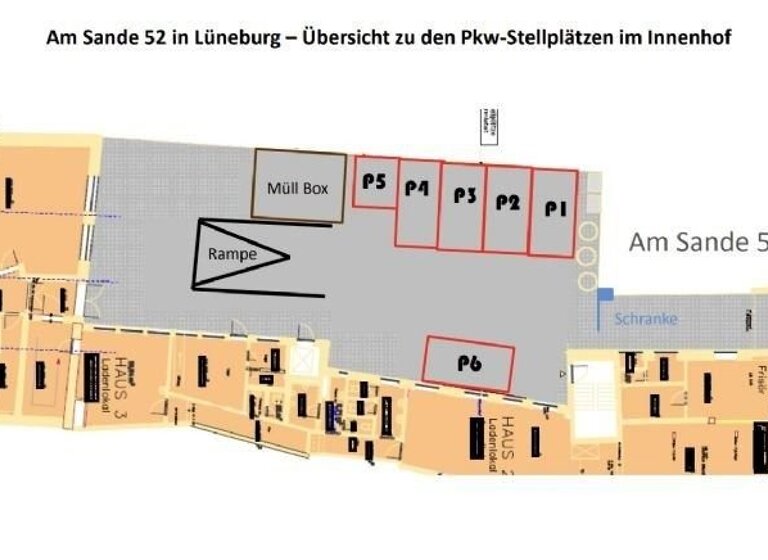 Am Sande 52 in Lüneburg – Übersicht zu den Pkw-Stellplätzen im Innenhof
Müll Box
P5
P4
P3
P2
P1
Rampe
Am Sande 5
Schranke
P6
HAUS 3
Ladenlokal
HAUS 2
Ladenlokal
Frisör